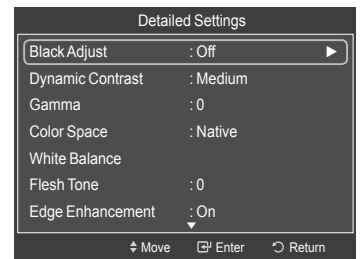 Detailed Settings
Black Adjust : Off
Dynamic Contrast : Medium
Gamma : 0
Color Space : Native
White Balance
Flesh Tone : 0
Edge Enhancement : On
Move Enter Return